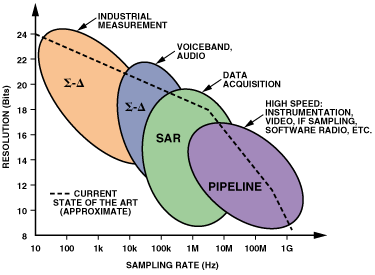 INDUSTRIAL
MEASUREMENT
VOICEBAND,
AUDIO
DATA
ACQUISITION
HIGH SPEED:
INSTRUMENTATION,
VIDEO, IF SAMPLING,
SOFTWARE RADIO, ETC.
RESOLUTION (Bits)
24
22
20
18
16
14
12
10
8
Σ-Δ
Σ-Δ
SAR
PIPELINE
CURRENT
STATE OF THE ART
(APPROXIMATE)
10 100 1k 10k 100k 1M 10M 100M 1G
SAMPLING RATE (Hz)